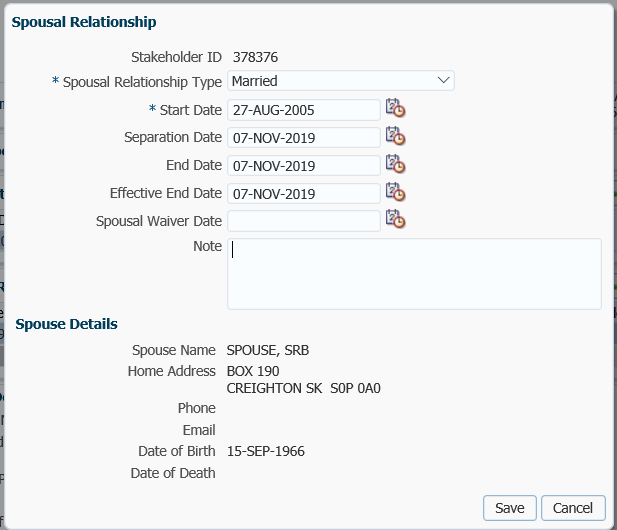 Spousal Relationship
Stakeholder ID 378376
* Spousal Relationship Type Married
* Start Date 27-AUG-2005
Separation Date 07-NOV-2019
End Date 07-NOV-2019
Effective End Date 07-NOV-2019
Spousal Waiver Date
Note
Spouse Details
Spouse Name SPOUSE, SRB
Home Address BOX 190
CREIGHTON SK S0P 0A0
Phone
Email
Date of Birth 15-SEP-1966
Date of Death
Save Cancel